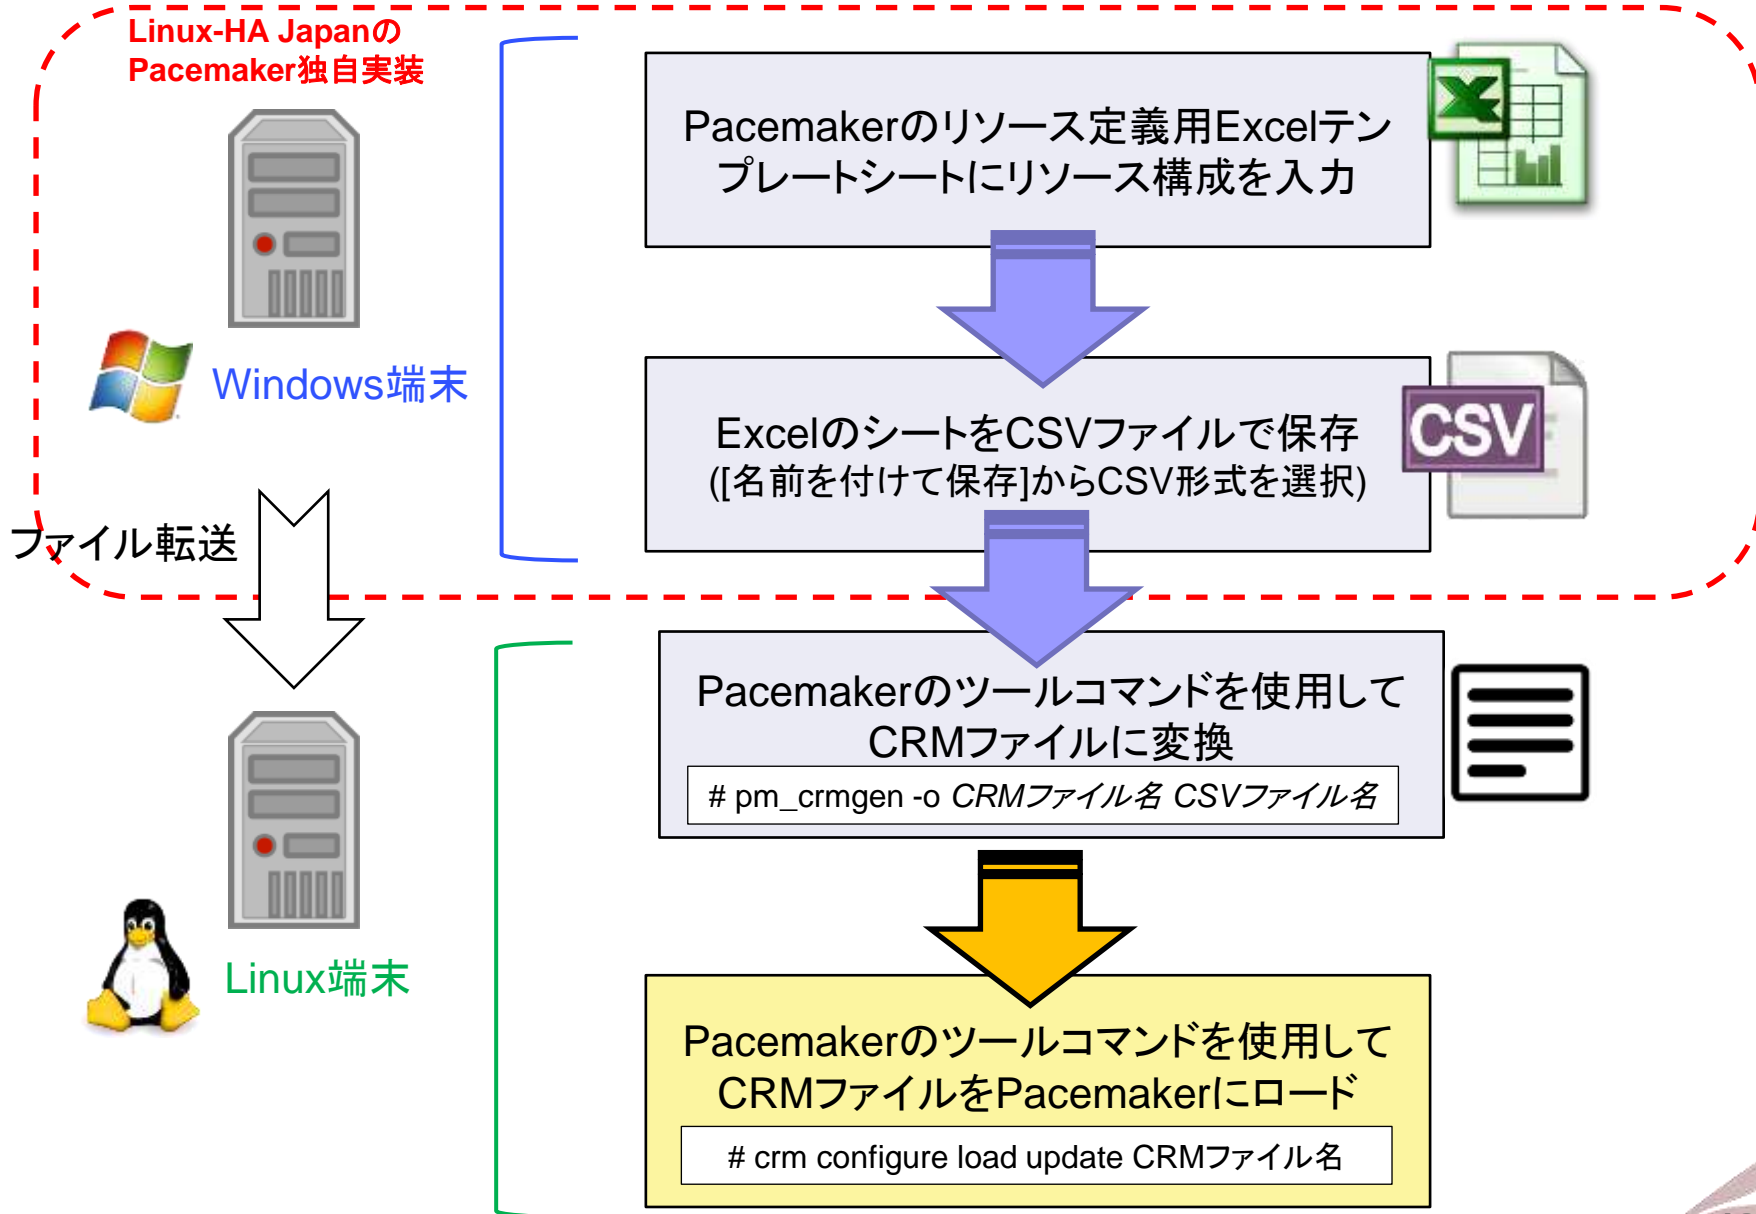 Linux-HA Japanの
Pacemaker独自実装
Pacemakerのリソース定義用Excelテン
プレートシートにリソース構成を入力
Windows端末
ExcelのシートをCSVファイルで保存
([名前を付けて保存]からCSV形式を選択)
CSV
ファイル転送
Pacemakerのツールコマンドを使用して
CRMファイルに変換
# pm_crmgen -o CRMファイル名 CSVファイル名
Linux端末
Pacemakerのツールコマンドを使用して
CRMファイルをPacemakerにロード
# crm configure load update CRMファイル名